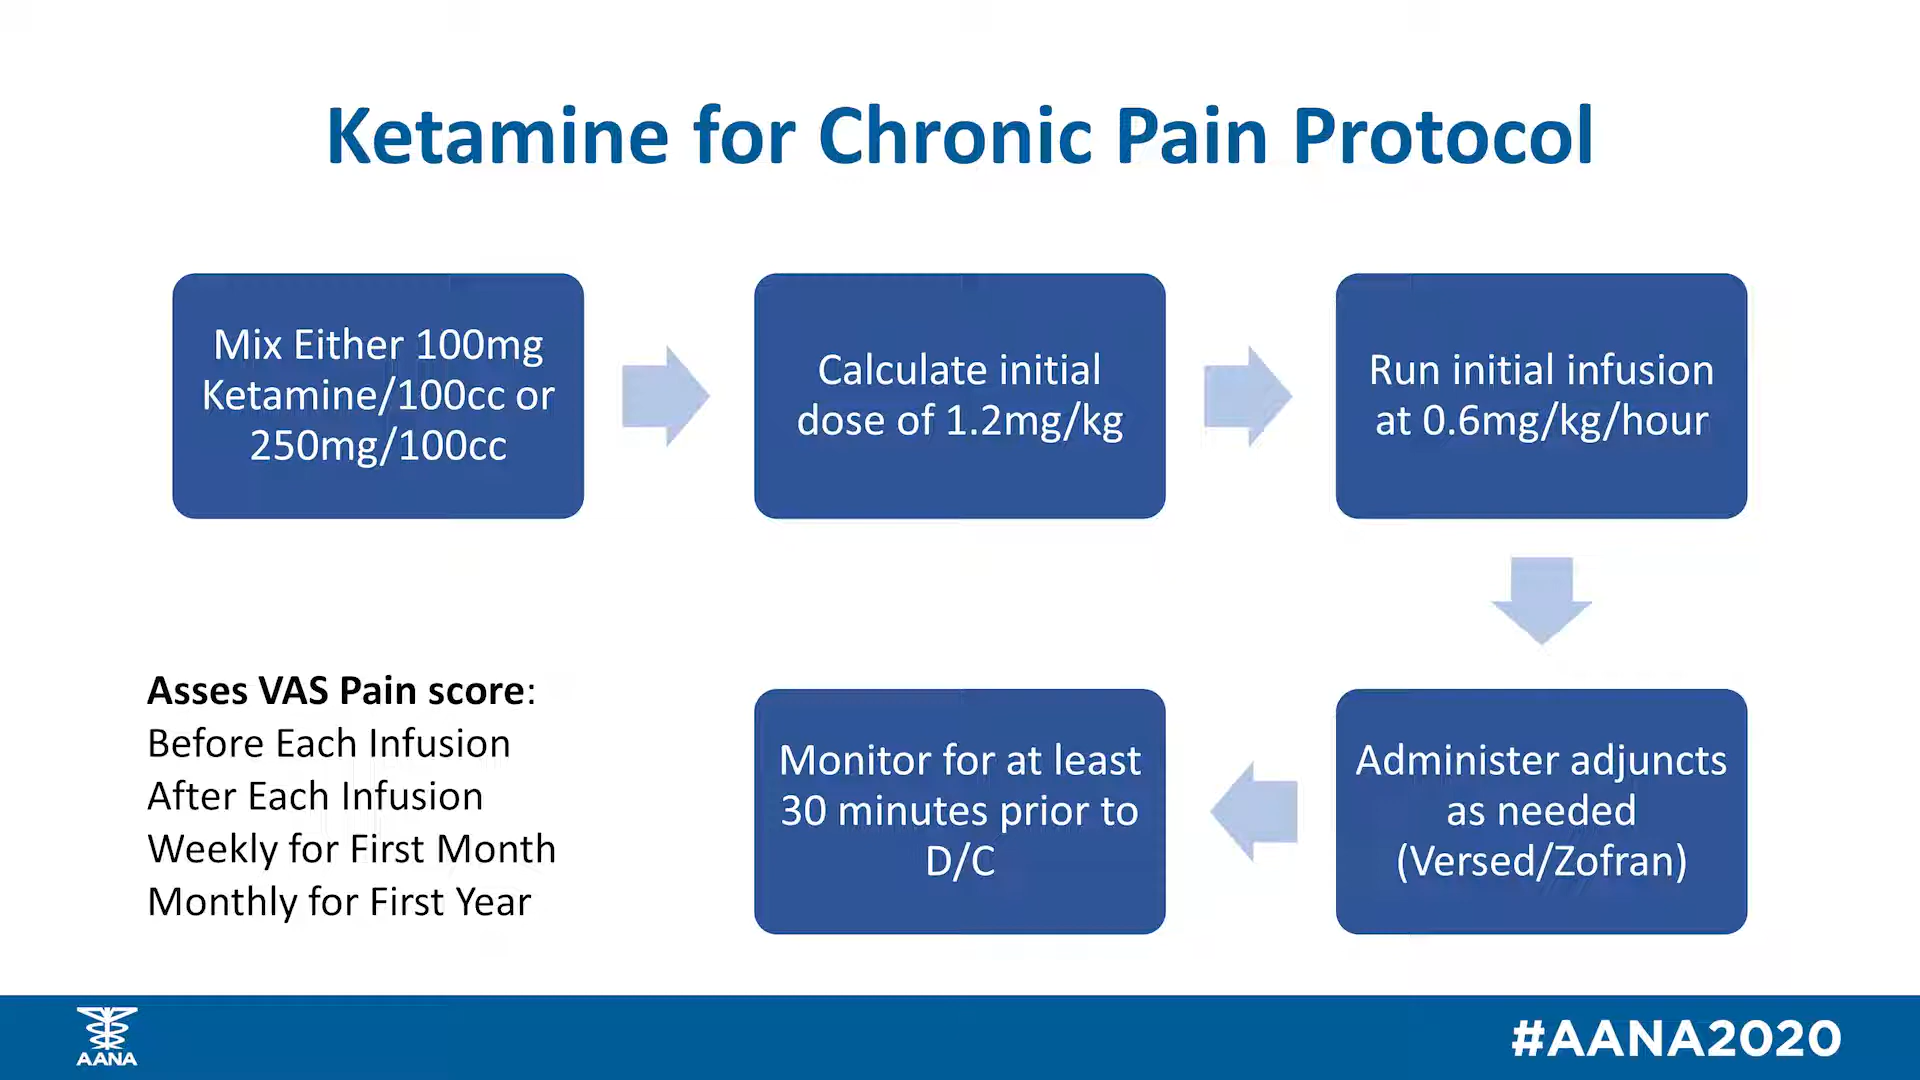 Ketamine for Chronic Pain Protocol
Mix Either 100mg
Ketamine/100cc or
250mg/100cc
Calculate initial
dose of 1.2mg/kg
Run initial infusion
at 0.6mg/kg/hour
Administer adjuncts
as needed
(Versed/Zofran)
Monitor for at least
30 minutes prior to
D/C
Asses VAS Pain score:
Before Each Infusion
After Each Infusion
Weekly for First Month
Monthly for First Year
AANA
#AANA2020